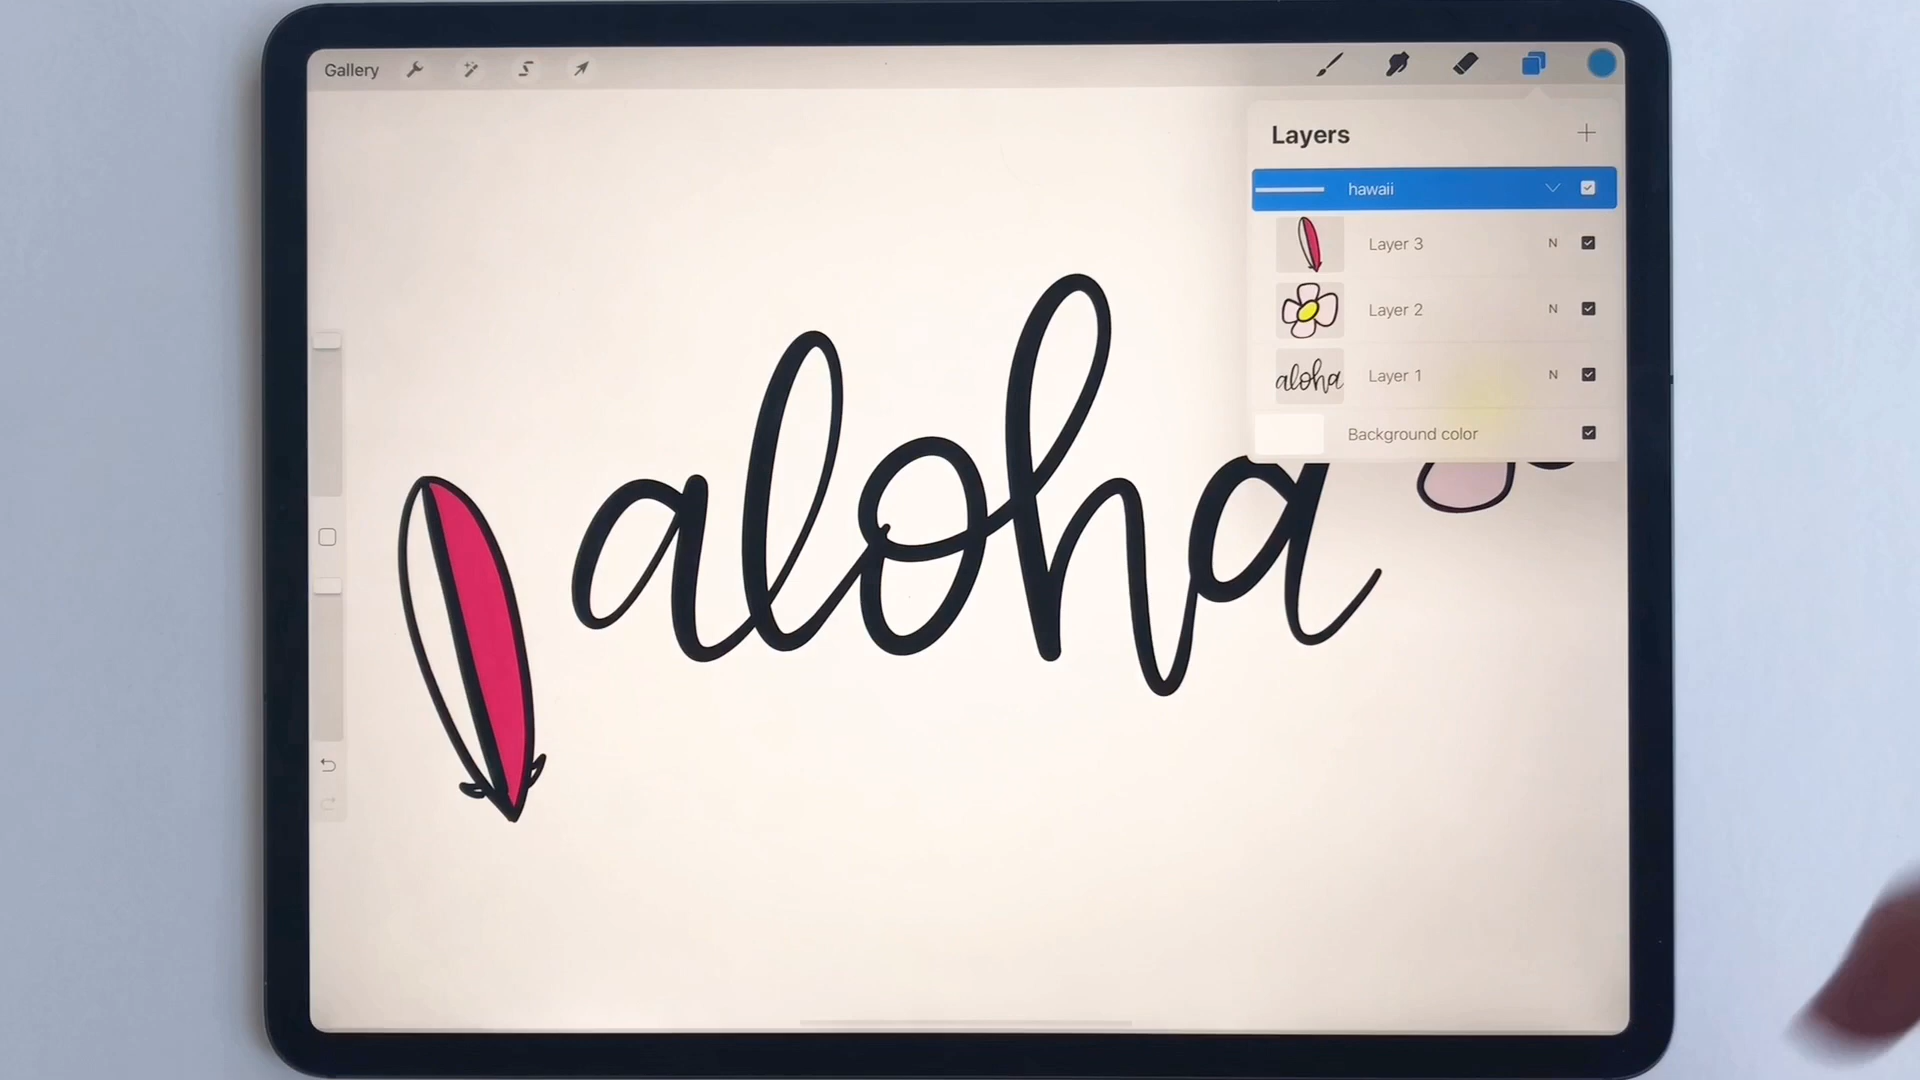 Gallery
Layers
hawaii
Layer 3 N
Layer 2 N
aloha Layer 1 N
Background color
aloha